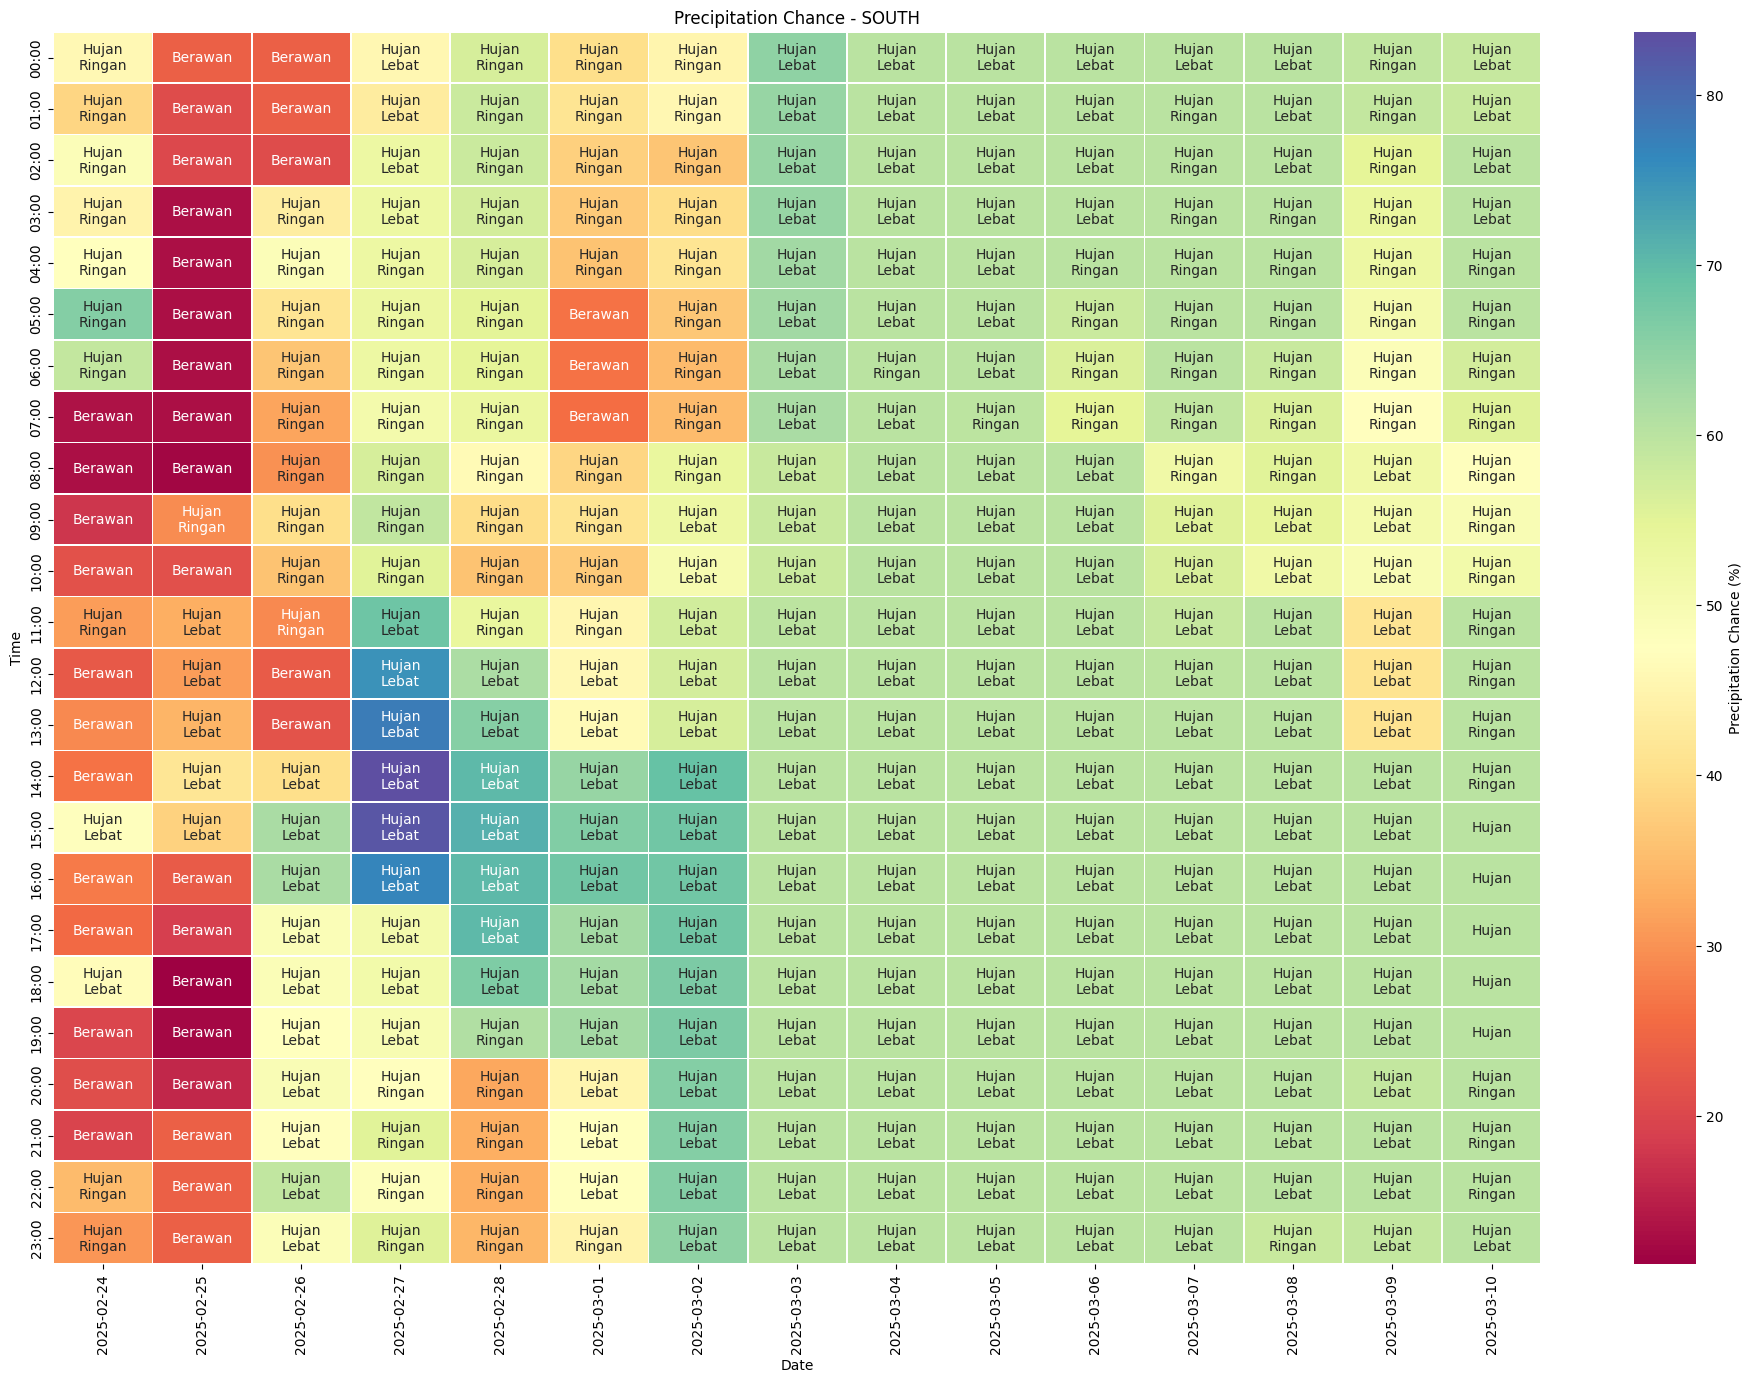 Precipitation Chance - SOUTH
00:00 Hujan Ringan Berawan Berawan Hujan Lebat Hujan Ringan Hujan Ringan Hujan Ringan Hujan Lebat Hujan Lebat Hujan Lebat Hujan Lebat Hujan Lebat Hujan Lebat Hujan Ringan Hujan Lebat
01:00 Hujan Ringan Berawan Berawan Hujan Lebat Hujan Ringan Hujan Ringan Hujan Ringan Hujan Lebat Hujan Lebat Hujan Lebat Hujan Lebat Hujan Ringan Hujan Lebat Hujan Ringan Hujan Lebat
02:00 Hujan Ringan Berawan Berawan Hujan Lebat Hujan Ringan Hujan Ringan Hujan Ringan Hujan Lebat Hujan Lebat Hujan Lebat Hujan Lebat Hujan Ringan Hujan Lebat Hujan Ringan Hujan Lebat
03:00 Hujan Ringan Berawan Hujan Ringan Hujan Lebat Hujan Ringan Hujan Ringan Hujan Ringan Hujan Lebat Hujan Lebat Hujan Lebat Hujan Lebat Hujan Ringan Hujan Ringan Hujan Ringan Hujan Lebat
04:00 Hujan Ringan Berawan Hujan Ringan Hujan Ringan Hujan Ringan Hujan Ringan Hujan Ringan Hujan Lebat Hujan Lebat Hujan Lebat Hujan Ringan Hujan Ringan Hujan Ringan Hujan Ringan Hujan Ringan
05:00 Hujan Ringan Berawan Hujan Ringan Hujan Ringan Hujan Ringan Berawan Hujan Ringan Hujan Lebat Hujan Lebat Hujan Lebat Hujan Ringan Hujan Ringan Hujan Ringan Hujan Ringan Hujan Ringan
06:00 Hujan Ringan Berawan Hujan Ringan Hujan Ringan Hujan Ringan Berawan Hujan Ringan Hujan Lebat Hujan Ringan Hujan Lebat Hujan Ringan Hujan Ringan Hujan Ringan Hujan Ringan Hujan Ringan
07:00 Berawan Berawan Hujan Ringan Hujan Ringan Hujan Ringan Berawan Hujan Ringan Hujan Lebat Hujan Lebat Hujan Ringan Hujan Ringan Hujan Ringan Hujan Ringan Hujan Ringan Hujan Ringan
08:00 Berawan Berawan Hujan Ringan Hujan Ringan Hujan Ringan Hujan Ringan Hujan Ringan Hujan Lebat Hujan Lebat Hujan Lebat Hujan Lebat Hujan Ringan Hujan Ringan Hujan Lebat Hujan Ringan
09:00 Berawan Hujan Ringan Hujan Ringan Hujan Ringan Hujan Ringan Hujan Ringan Hujan Lebat Hujan Lebat Hujan Lebat Hujan Lebat Hujan Lebat Hujan Lebat Hujan Lebat Hujan Lebat Hujan Ringan
10:00 Berawan Berawan Hujan Ringan Hujan Ringan Hujan Ringan Hujan Ringan Hujan Lebat Hujan Lebat Hujan Lebat Hujan Lebat Hujan Lebat Hujan Lebat Hujan Lebat Hujan Lebat Hujan Ringan
11:00 Hujan Ringan Hujan Lebat Hujan Ringan Hujan Lebat Hujan Ringan Hujan Ringan Hujan Lebat Hujan Lebat Hujan Lebat Hujan Lebat Hujan Lebat Hujan Lebat Hujan Lebat Hujan Lebat Hujan Ringan
12:00 Berawan Hujan Lebat Berawan Hujan Lebat Hujan Lebat Hujan Lebat Hujan Lebat Hujan Lebat Hujan Lebat Hujan Lebat Hujan Lebat Hujan Lebat Hujan Lebat Hujan Lebat Hujan Ringan
13:00 Berawan Hujan Lebat Berawan Hujan Lebat Hujan Lebat Hujan Lebat Hujan Lebat Hujan Lebat Hujan Lebat Hujan Lebat Hujan Lebat Hujan Lebat Hujan Lebat Hujan Lebat Hujan Ringan
14:00 Berawan Hujan Lebat Hujan Lebat Hujan Lebat Hujan Lebat Hujan Lebat Hujan Lebat Hujan Lebat Hujan Lebat Hujan Lebat Hujan Lebat Hujan Lebat Hujan Lebat Hujan Lebat Hujan Ringan
15:00 Hujan Lebat Hujan Lebat Hujan Lebat Hujan Lebat Hujan Lebat Hujan Lebat Hujan Lebat Hujan Lebat Hujan Lebat Hujan Lebat Hujan Lebat Hujan Lebat Hujan Lebat Hujan Lebat Hujan
16:00 Berawan Berawan Hujan Lebat Hujan Lebat Hujan Lebat Hujan Lebat Hujan Lebat Hujan Lebat Hujan Lebat Hujan Lebat Hujan Lebat Hujan Lebat Hujan Lebat Hujan Lebat Hujan
17:00 Berawan Berawan Hujan Lebat Hujan Lebat Hujan Lebat Hujan Lebat Hujan Lebat Hujan Lebat Hujan Lebat Hujan Lebat Hujan Lebat Hujan Lebat Hujan Lebat Hujan Lebat Hujan
18:00 Hujan Lebat Berawan Hujan Lebat Hujan Lebat Hujan Lebat Hujan Lebat Hujan Lebat Hujan Lebat Hujan Lebat Hujan Lebat Hujan Lebat Hujan Lebat Hujan Lebat Hujan Lebat Hujan
19:00 Berawan Berawan Hujan Lebat Hujan Lebat Hujan Ringan Hujan Lebat Hujan Lebat Hujan Lebat Hujan Lebat Hujan Lebat Hujan Lebat Hujan Lebat Hujan Lebat Hujan Lebat Hujan
20:00 Berawan Berawan Hujan Lebat Hujan Ringan Hujan Ringan Hujan Lebat Hujan Lebat Hujan Lebat Hujan Lebat Hujan Lebat Hujan Lebat Hujan Lebat Hujan Lebat Hujan Lebat Hujan Ringan
21:00 Berawan Berawan Hujan Lebat Hujan Ringan Hujan Ringan Hujan Lebat Hujan Lebat Hujan Lebat Hujan Lebat Hujan Lebat Hujan Lebat Hujan Lebat Hujan Lebat Hujan Lebat Hujan Ringan
22:00 Hujan Ringan Berawan Hujan Lebat Hujan Ringan Hujan Ringan Hujan Lebat Hujan Lebat Hujan Lebat Hujan Lebat Hujan Lebat Hujan Lebat Hujan Lebat Hujan Lebat Hujan Lebat Hujan Ringan
23:00 Hujan Ringan Berawan Hujan Lebat Hujan Ringan Hujan Ringan Hujan Ringan Hujan Lebat Hujan Lebat Hujan Lebat Hujan Lebat Hujan Lebat Hujan Lebat Hujan Ringan Hujan Lebat Hujan Lebat
Time
2025-02-24 2025-02-25 2025-02-26 2025-02-27 2025-02-28 2025-03-01 2025-03-02 2025-03-03 2025-03-04 2025-03-05 2025-03-06 2025-03-07 2025-03-08 2025-03-09 2025-03-10
Date
80
70
60
50
40
30
20
Precipitation Chance (%)